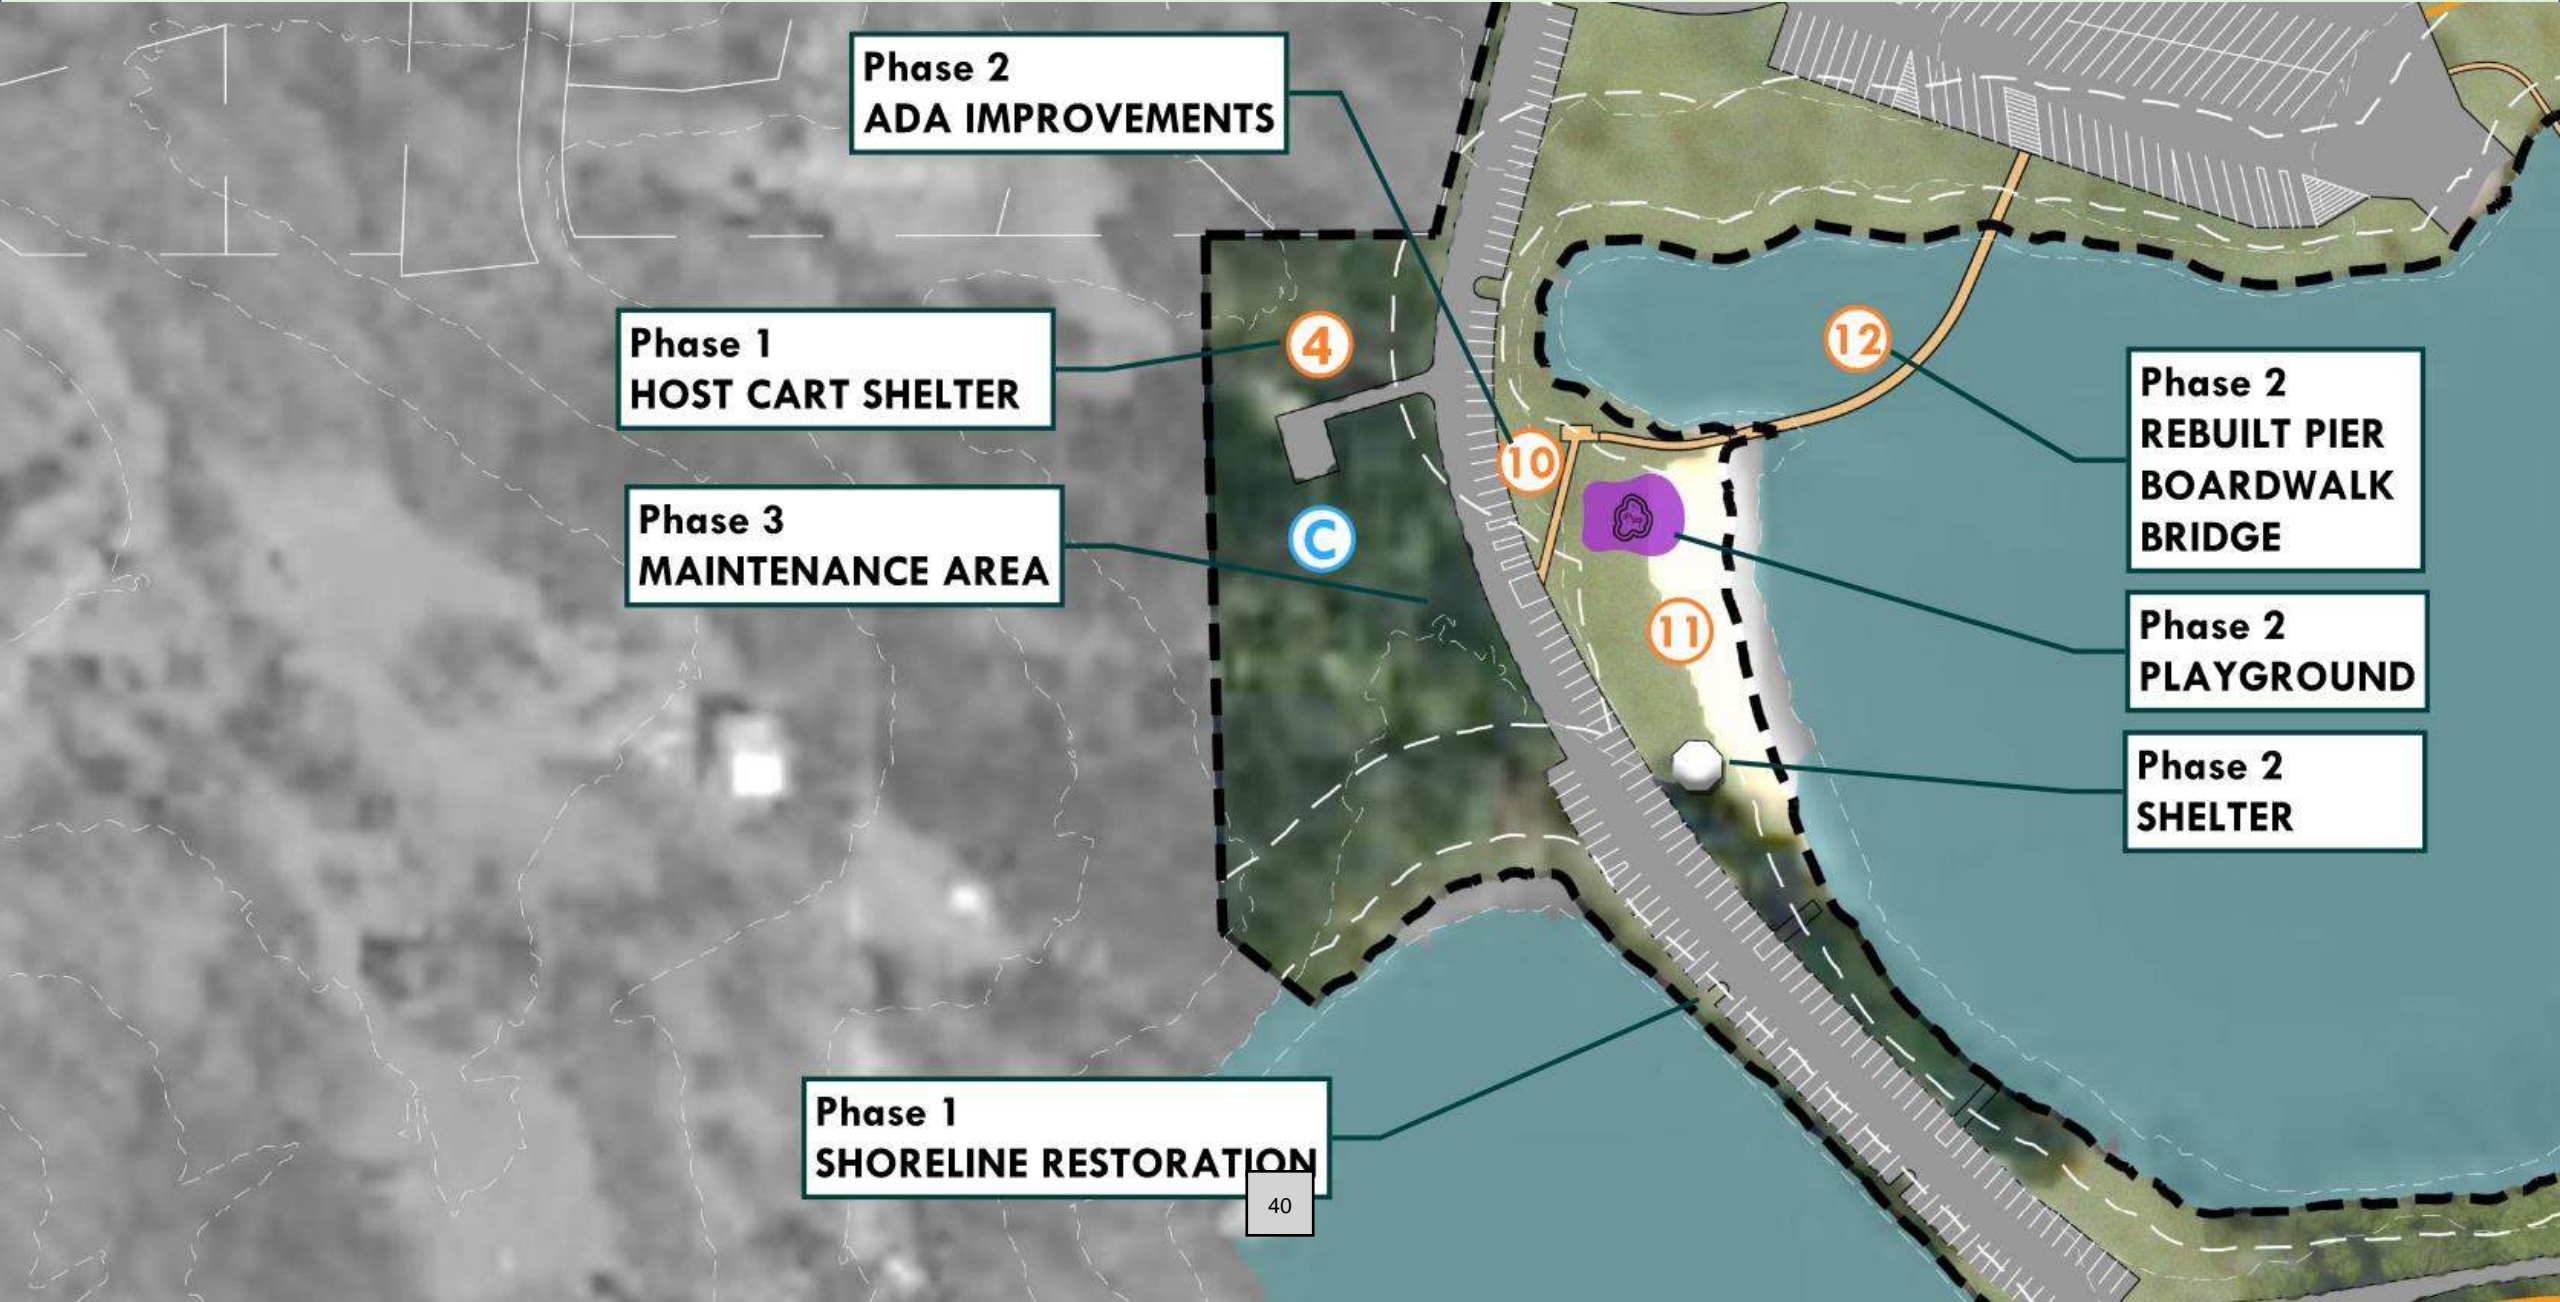 Phase 2
ADA IMPROVEMENTS
Phase 1
HOST CART SHELTER
4
12
Phase 2
REBUILT PIER
BOARDWALK
BRIDGE
10
Phase 3
MAINTENANCE AREA
C
11
Phase 2
PLAYGROUND
Phase 2
SHELTER
Phase 1
SHORELINE RESTORATION
40